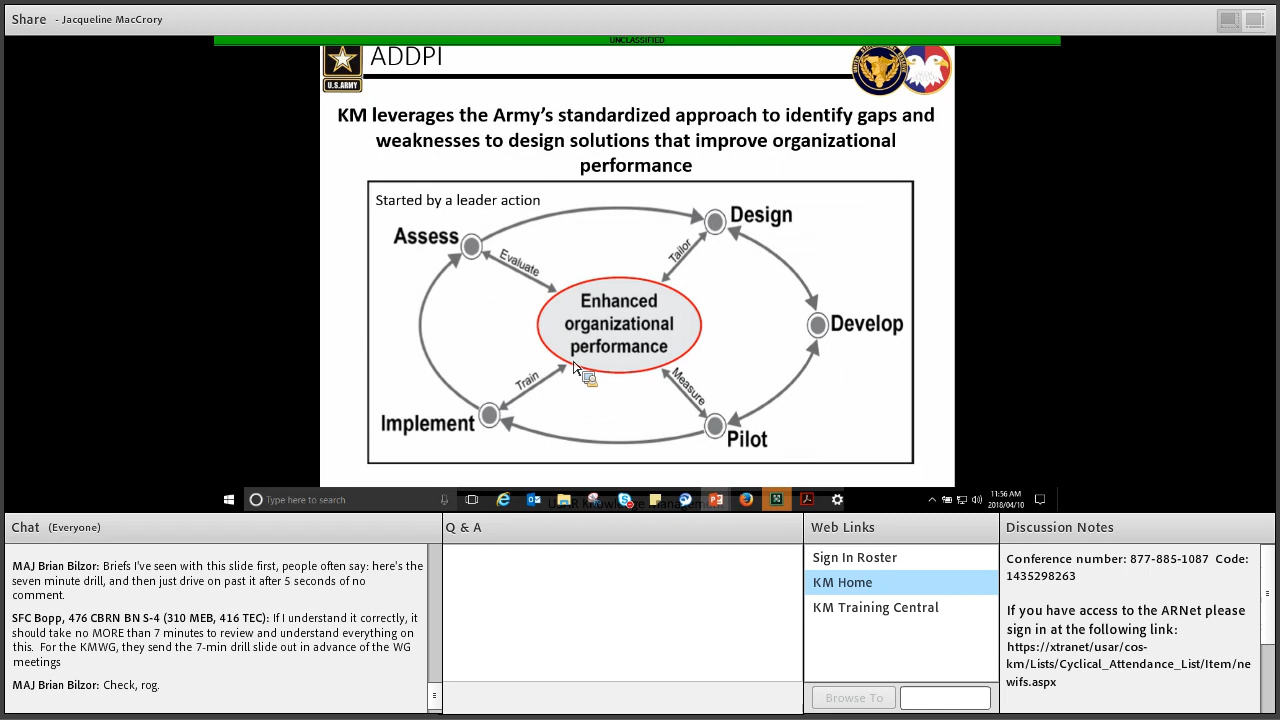 Share - Jacqueline MacCrory
UNCLASSIFIED
U.S.ARMY
ADDPI
KM leverages the Army's standardized approach to identify gaps and
weaknesses to design solutions that improve organizational
performance
Started by a leader action
Assess
Design
Evaluate
Tailor
Enhanced
organizational
performance
Develop
Train
Measure
Implement
Pilot
Type here to search
11:56 AM
2018/04/10
Chat (Everyone)
MAJ Brian Bilzor: Briefs I've seen with this slide first, people often say: here's the
seven minute drill, and then just drive on past it after 5 seconds of no
comment.
SFC Bopp, 476 CBRN BN S-4 (310 MEB, 416 TEC): If I understand it correctly, it
should take no MORE than 7 minutes to review and understand everything on
this. For the KMWG, they send the 7-min drill slide out in advance of the WG
meetings
MAJ Brian Bilzor: Check, rog.
Q & A
Web Links
Sign In Roster
KM Home
KM Training Central
Browse To
Discussion Notes
Conference number: 877-885-1087 Code:
1435298263
If you have access to the ARNet please
sign in at the following link:
https://xtranet/usar/cos-
km/Lists/Cyclical_Attendance_List/Item/ne
wifs.aspx